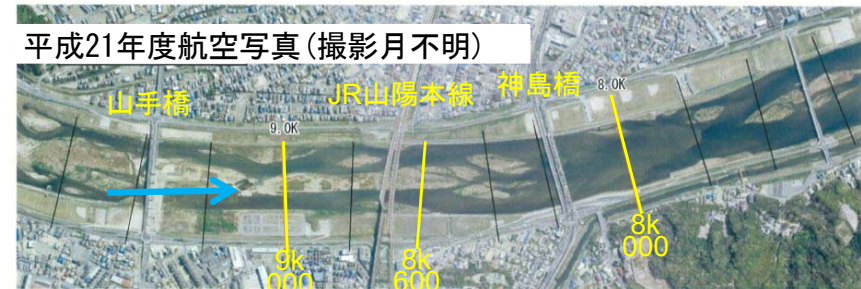 平成21年度航空写真(撮影月不明)
山手橋
JR山陽本線
神島橋
9.0K
8.0K
9k
000
8k
600
8k
000